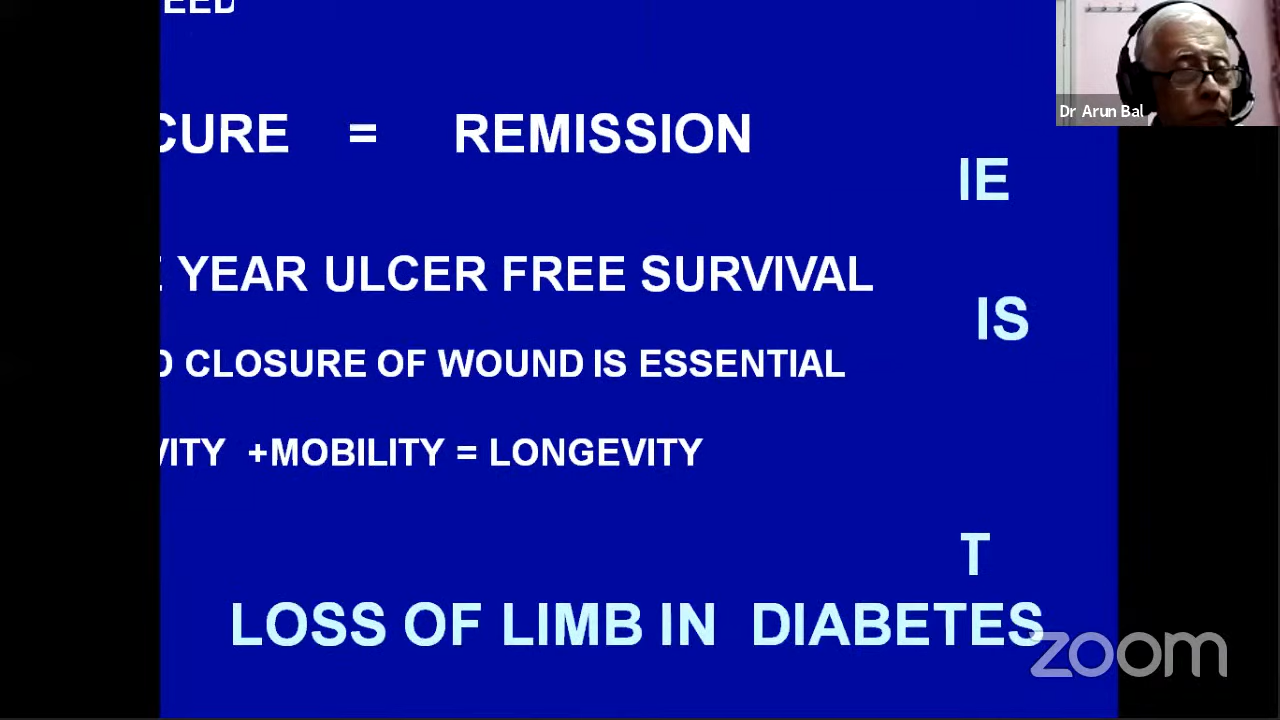 Dr Arun Bal
CURE = REMISSION
IE
YEAR ULCER FREE SURVIVAL
IS
CLOSURE OF WOUND IS ESSENTIAL
+MOBILITY = LONGEVITY
T
LOSS OF LIMB IN DIABETES
zoom